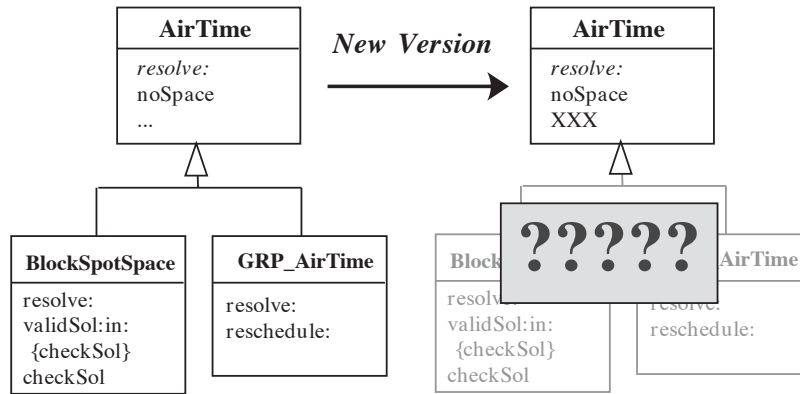 AirTime
resolve:
noSpace
...
New Version
AirTime
resolve:
noSpace
XXX
BlockSpotSpace
resolve:
validSol:in:
{checkSol}
checkSol
GRP_AirTime
resolve:
reschedule:
?????
Block
resolve:
validSol:in:
{checkSol}
checkSol
AirTime
resolve:
reschedule: